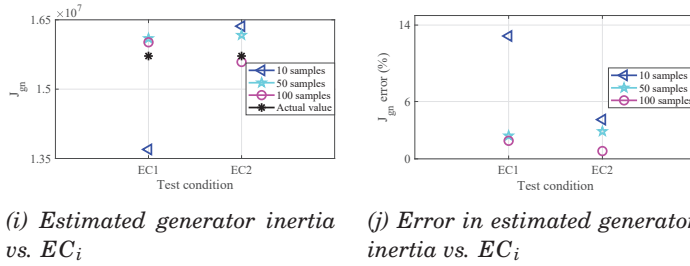 ×10⁷
1.65
1.5
1.35
J_gn
EC1 EC2
Test condition
10 samples
50 samples
100 samples
Actual value
(i) Estimated generator inertia
vs. EC_i
14
6
0
J_gn error (%)
EC1 EC2
Test condition
10 samples
50 samples
100 samples
(j) Error in estimated generator
inertia vs. EC_i